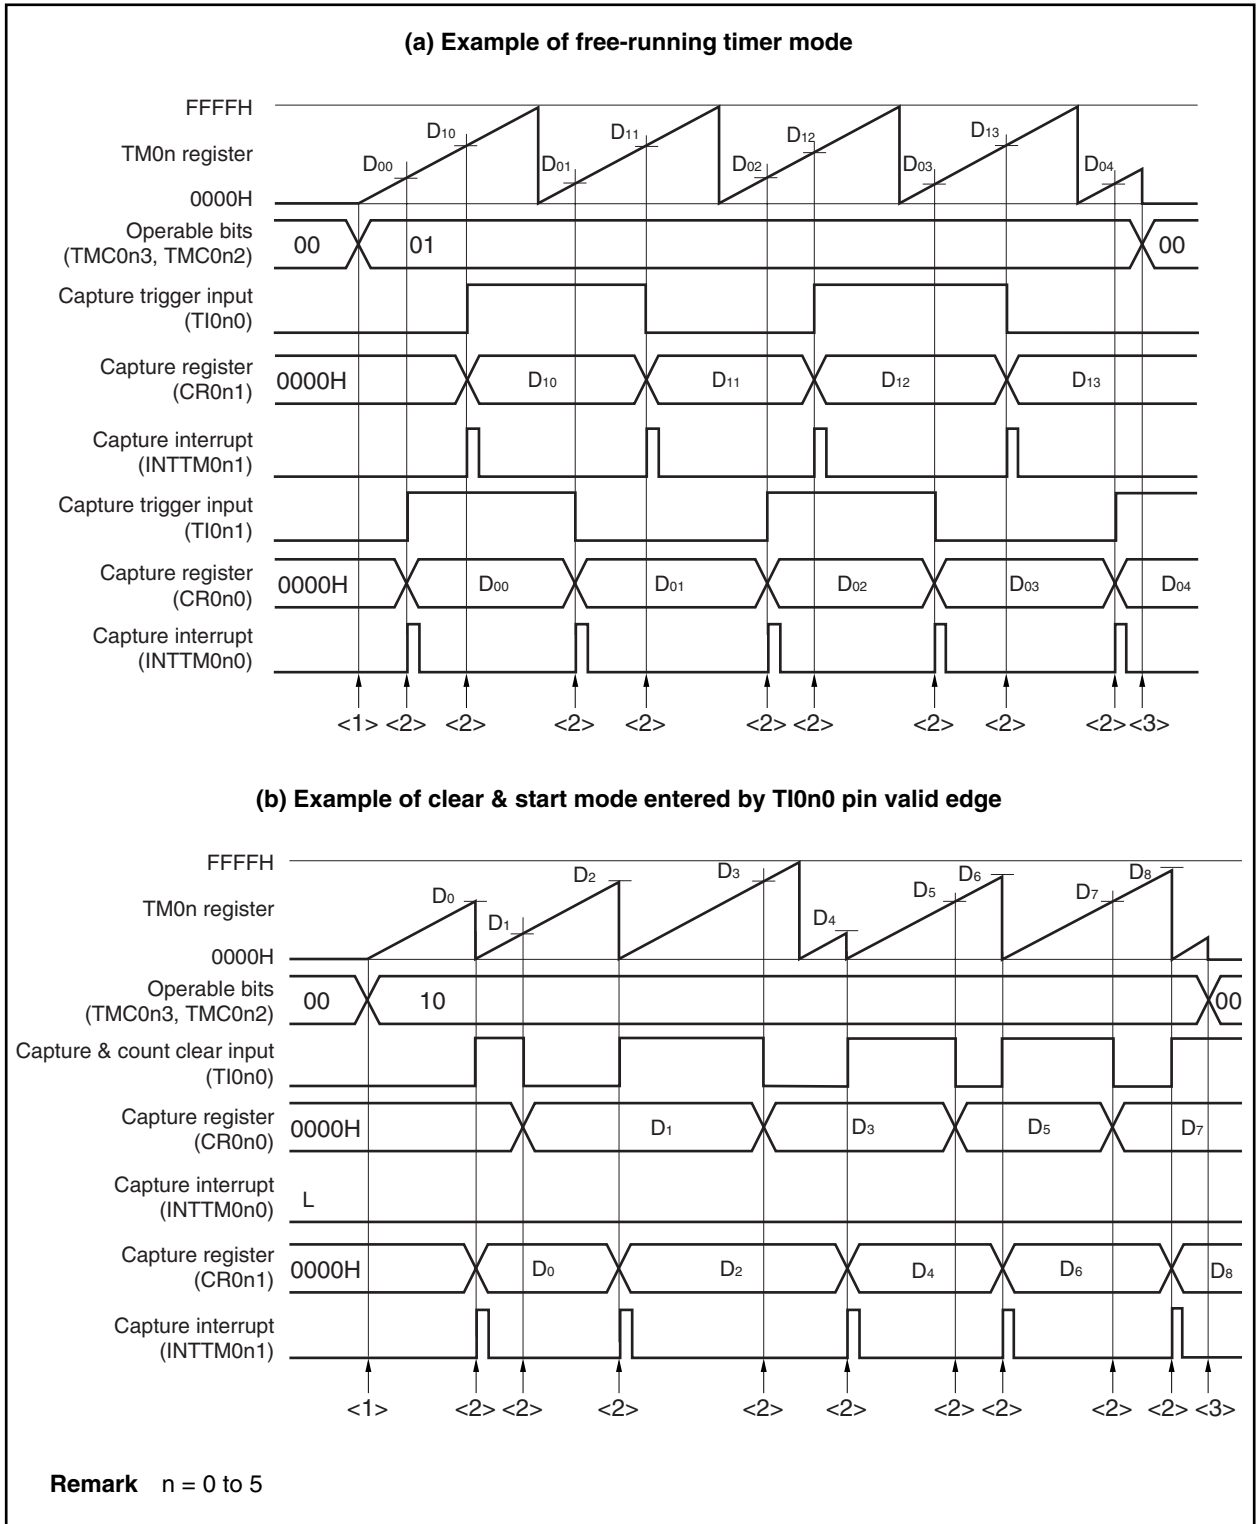 (a) Example of free-running timer mode
FFFFH
TM0n register
0000H
D10
D00
D11
D01
D12
D02
D13
D03
D04
Operable bits
(TMC0n3, TMC0n2)
00
01
00
Capture trigger input
(TI0n0)
Capture register
(CR0n1)
0000H
D10
D11
D12
D13
Capture interrupt
(INTTM0n1)
Capture trigger input
(TI0n1)
Capture register
(CR0n0)
0000H
D00
D01
D02
D03
D04
Capture interrupt
(INTTM0n0)
<1> <2> <2> <2> <2> <2> <2> <2> <2> <2> <3>
(b) Example of clear & start mode entered by TI0n0 pin valid edge
FFFFH
TM0n register
0000H
D0
D1
D2
D3
D4
D5
D6
D7
D8
Operable bits
(TMC0n3, TMC0n2)
00
10
00
Capture & count clear input
(TI0n0)
Capture register
(CR0n0)
0000H
D1
D3
D5
D7
Capture interrupt
(INTTM0n0)
L
Capture register
(CR0n1)
0000H
D0
D2
D4
D6
D8
Capture interrupt
(INTTM0n1)
<1> <2> <2> <2> <2> <2> <2> <2> <2> <2> <3>
Remark n = 0 to 5